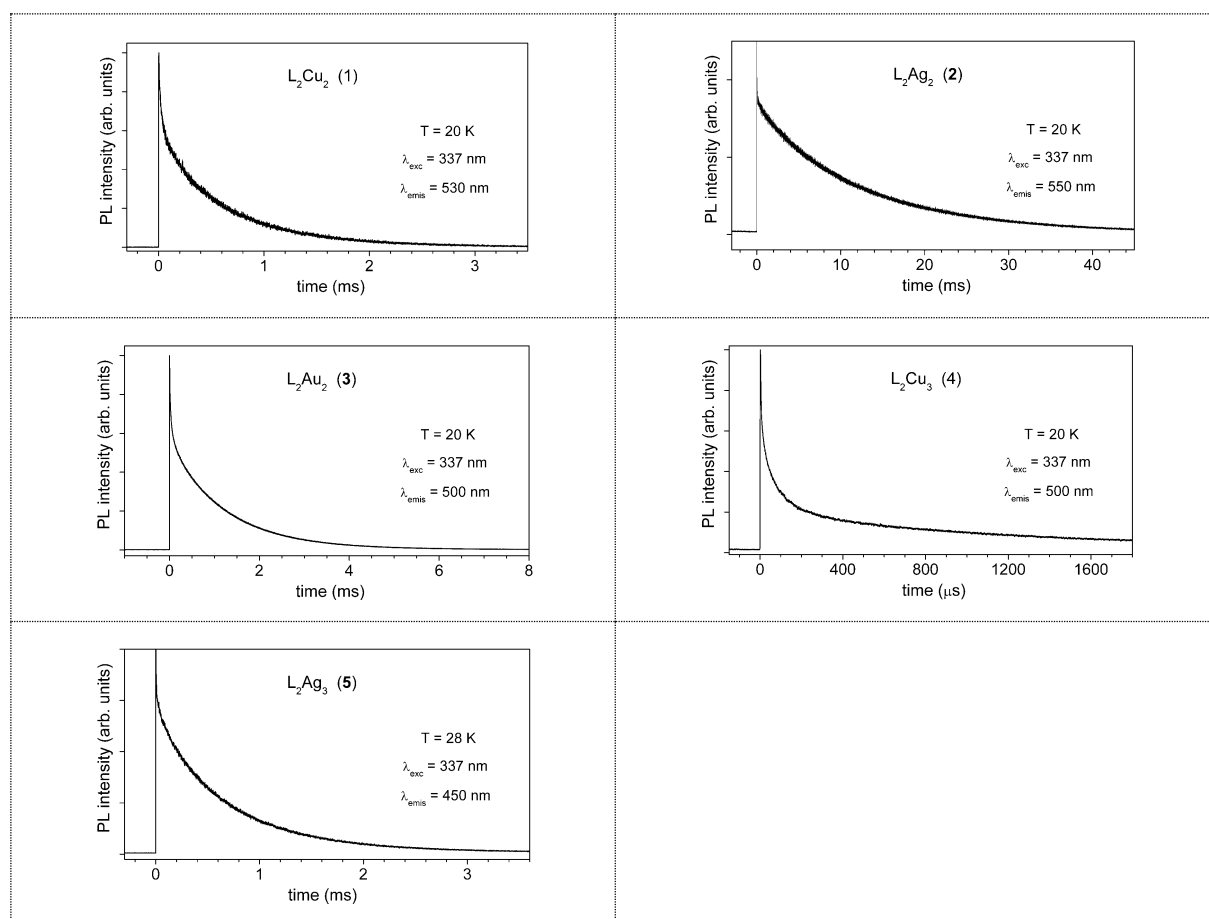 L₂Cu₂ (1)
T = 20 K
λexc = 337 nm
λemis = 530 nm
PL intensity (arb. units)
0 1 2 3
time (ms)
L₂Ag₂ (2)
T = 20 K
λexc = 337 nm
λemis = 550 nm
PL intensity (arb. units)
0 10 20 30 40
time (ms)
L₂Au₂ (3)
T = 20 K
λexc = 337 nm
λemis = 500 nm
PL intensity (arb. units)
0 2 4 6 8
time (ms)
L₂Cu₃ (4)
T = 20 K
λexc = 337 nm
λemis = 500 nm
PL intensity (arb. units)
0 400 800 1200 1600
time (μs)
L₂Ag₃ (5)
T = 28 K
λexc = 337 nm
λemis = 450 nm
PL intensity (arb. units)
0 1 2 3
time (ms)